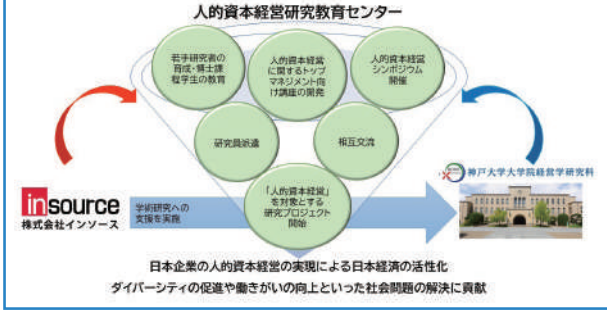 人的資本経営研究教育センター
若手研究者の
育成・博士課
程学生の教育
人的資本経営
に関するトップ
マネジメント向
け講座の開発
人的資本経営
シンポジウム
開催
研究員派遣
相互交流
「人的資本経営」
を対象とする
研究プロジェクト
開始
insource
株式会社インソース
学術研究への
支援を実施
神戸大学大学院経営学研究科
日本企業の人的資本経営の実現による日本経済の活性化
ダイバーシティの促進や働きがいの向上といった社会問題の解決に貢献